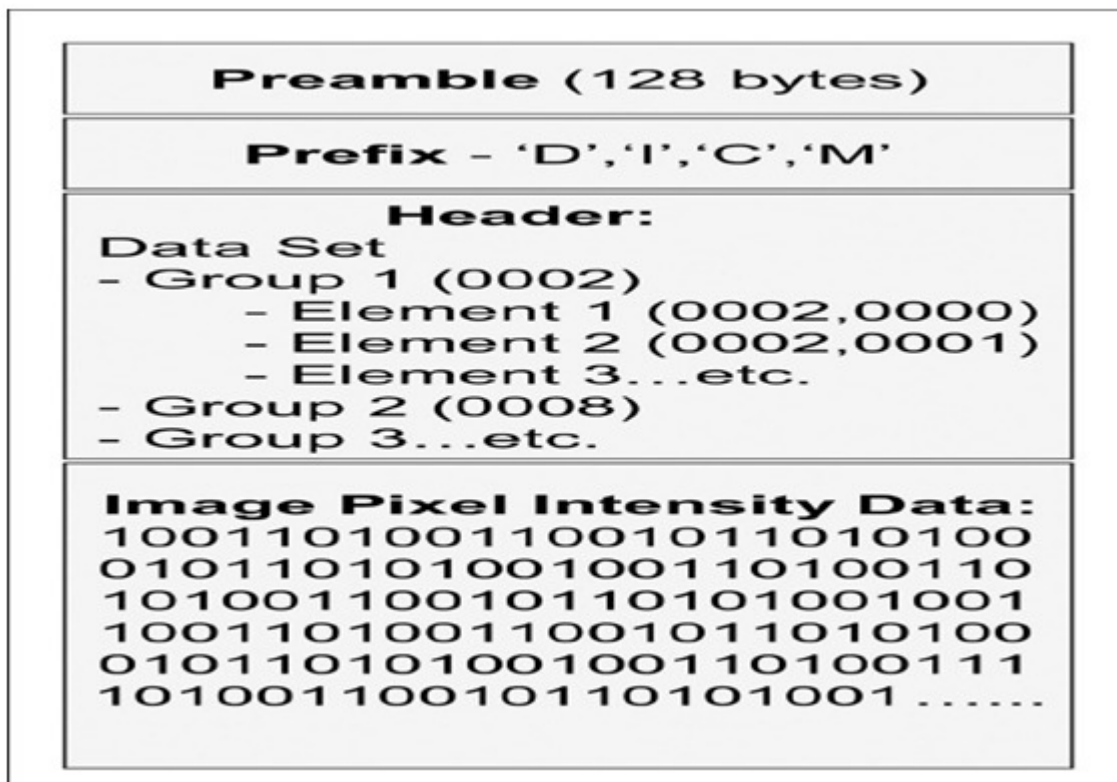 Preamble (128 bytes)
Prefix - ‘D’,‘I’,‘C’,‘M’
Header:
Data Set
- Group 1 (0002)
- Element 1 (0002,0000)
- Element 2 (0002,0001)
- Element 3...etc.
- Group 2 (0008)
- Group 3...etc.
Image Pixel Intensity Data:
1001101001100101101010100
0101101010100100110100110
1010011001011010101001001
1001101001100101101010100
0101101010100100110100111
101001100101101010 1001......